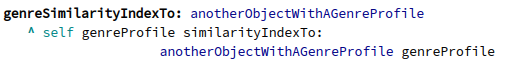 genreSimilarityIndexTo: anotherObjectWithAGenreProfile
^ self genreProfile similarityIndexTo:
anotherObjectWithAGenreProfile genreProfile